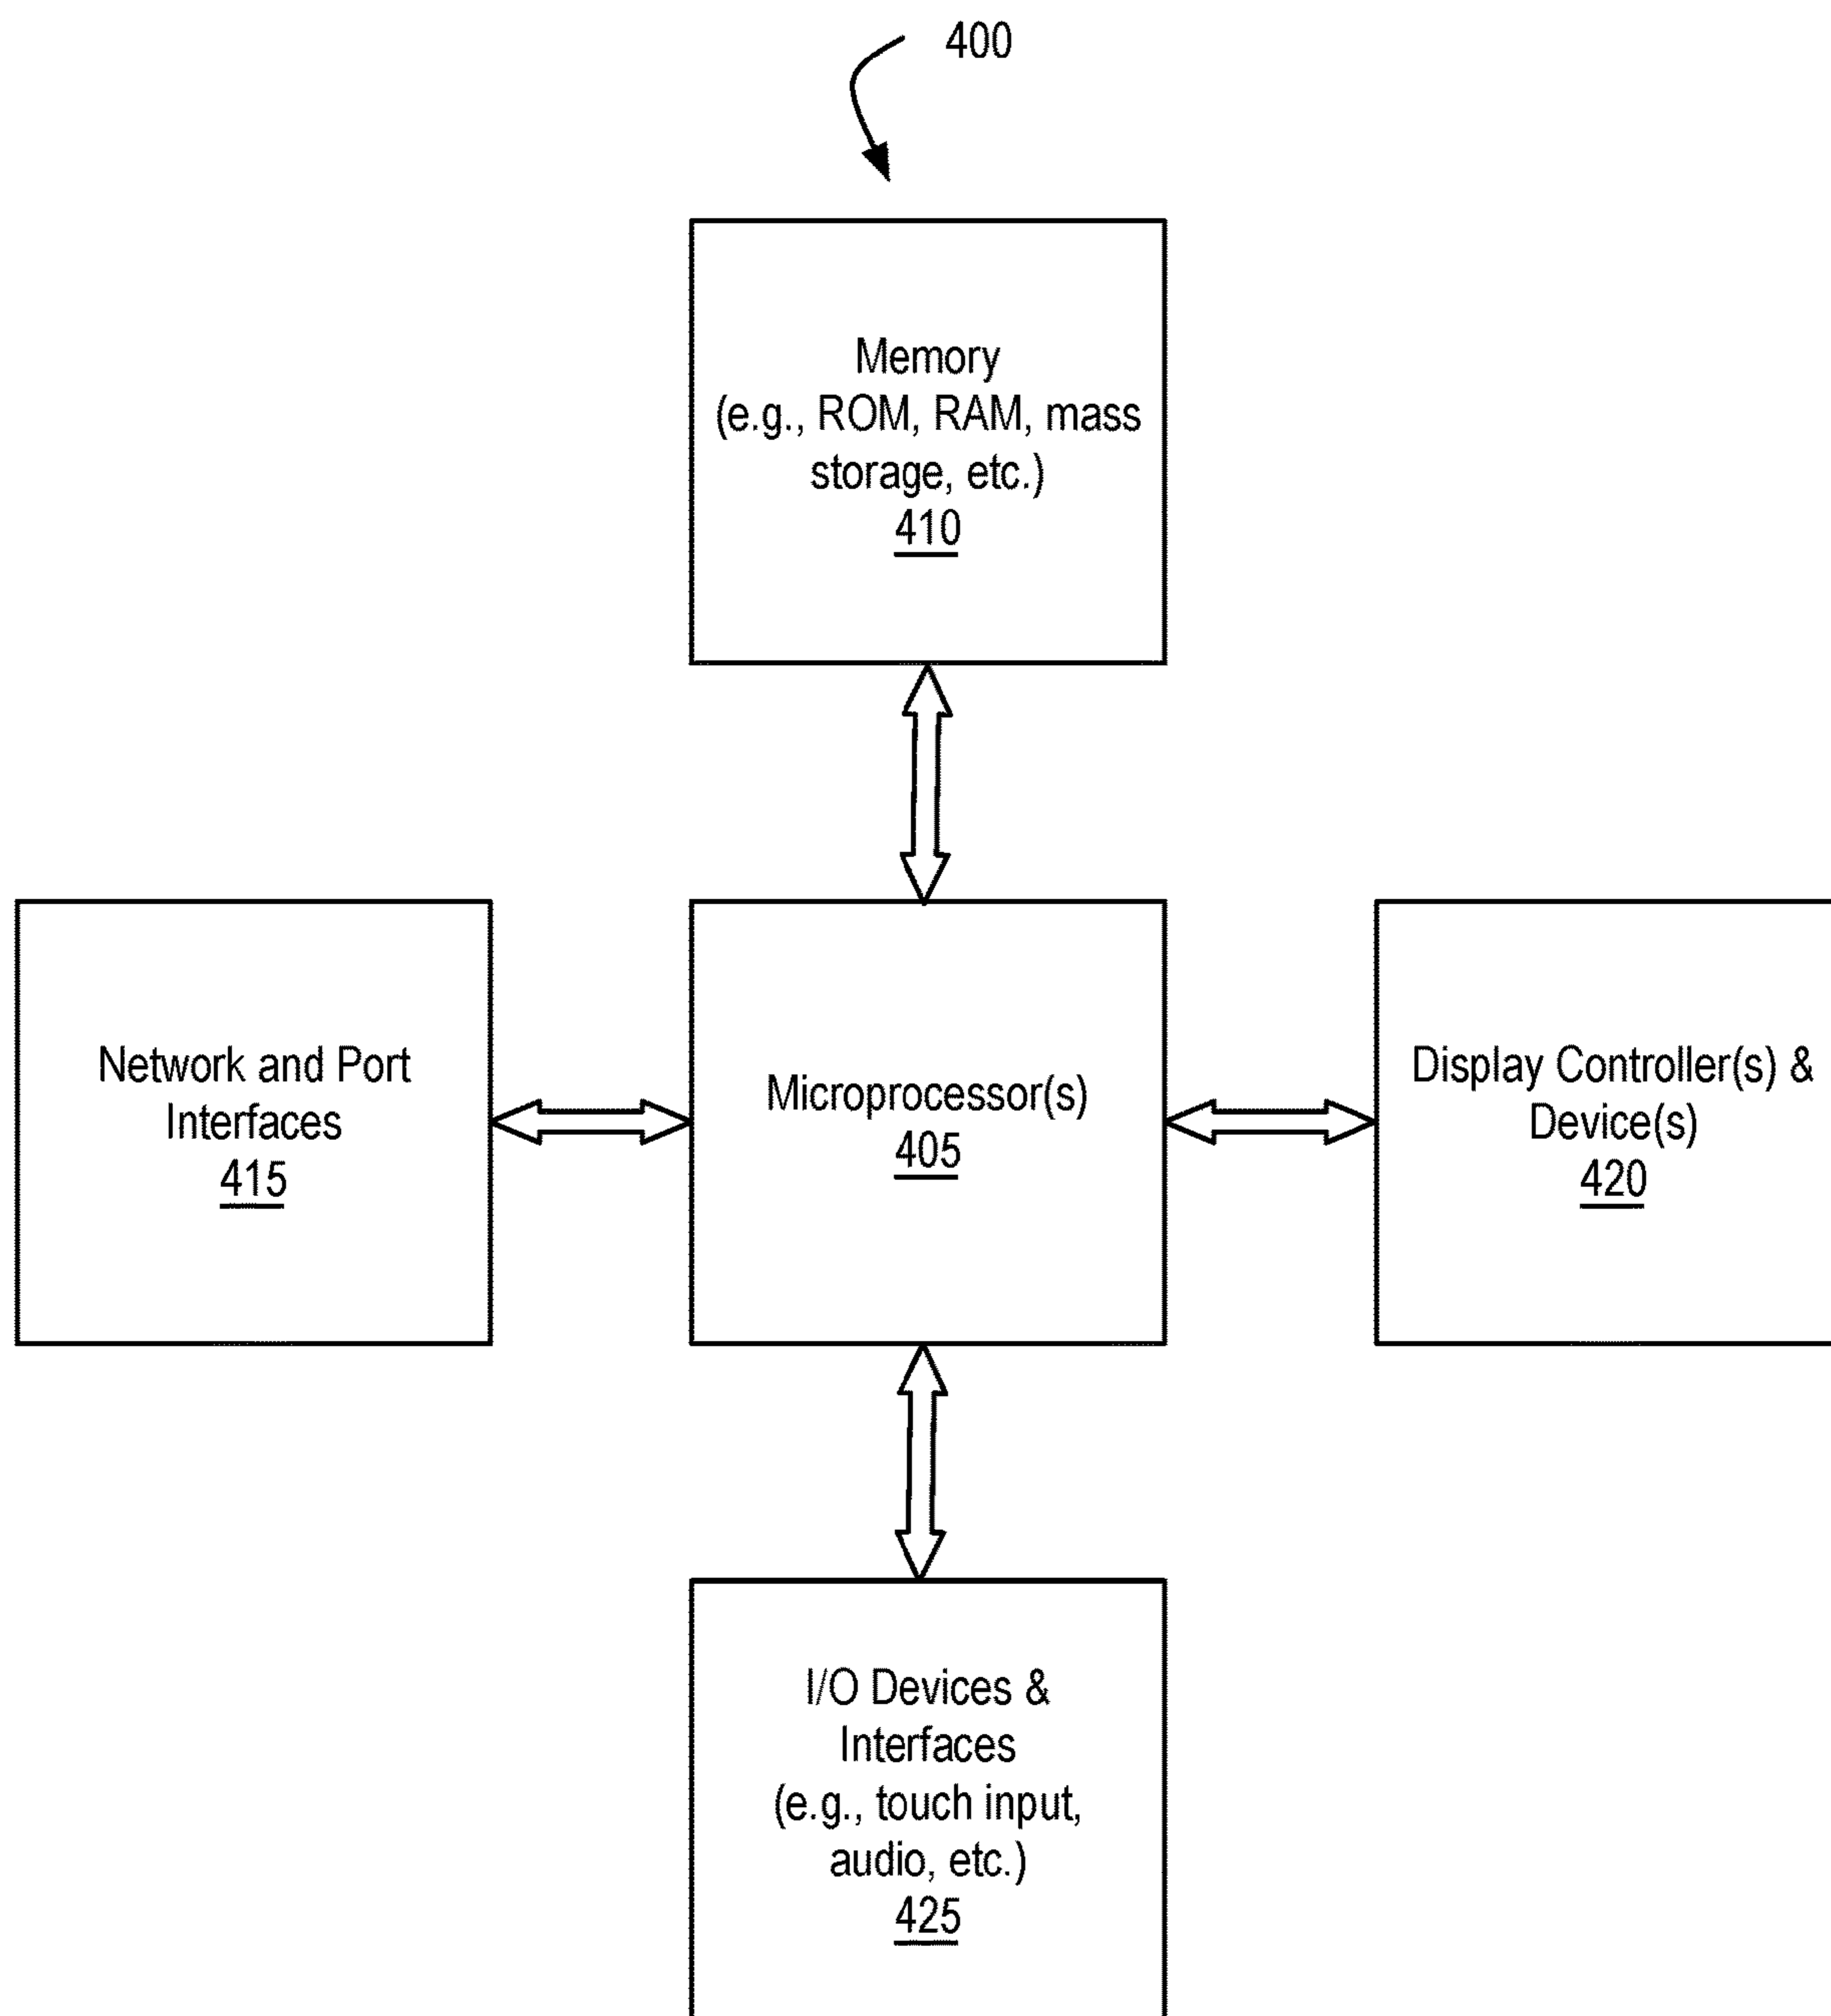 400
Memory
(e.g., ROM, RAM, mass
storage, etc.)
410
Network and Port
Interfaces
415
Microprocessor(s)
405
Display Controller(s) &
Device(s)
420
I/O Devices &
Interfaces
(e.g., touch input,
audio, etc.)
425